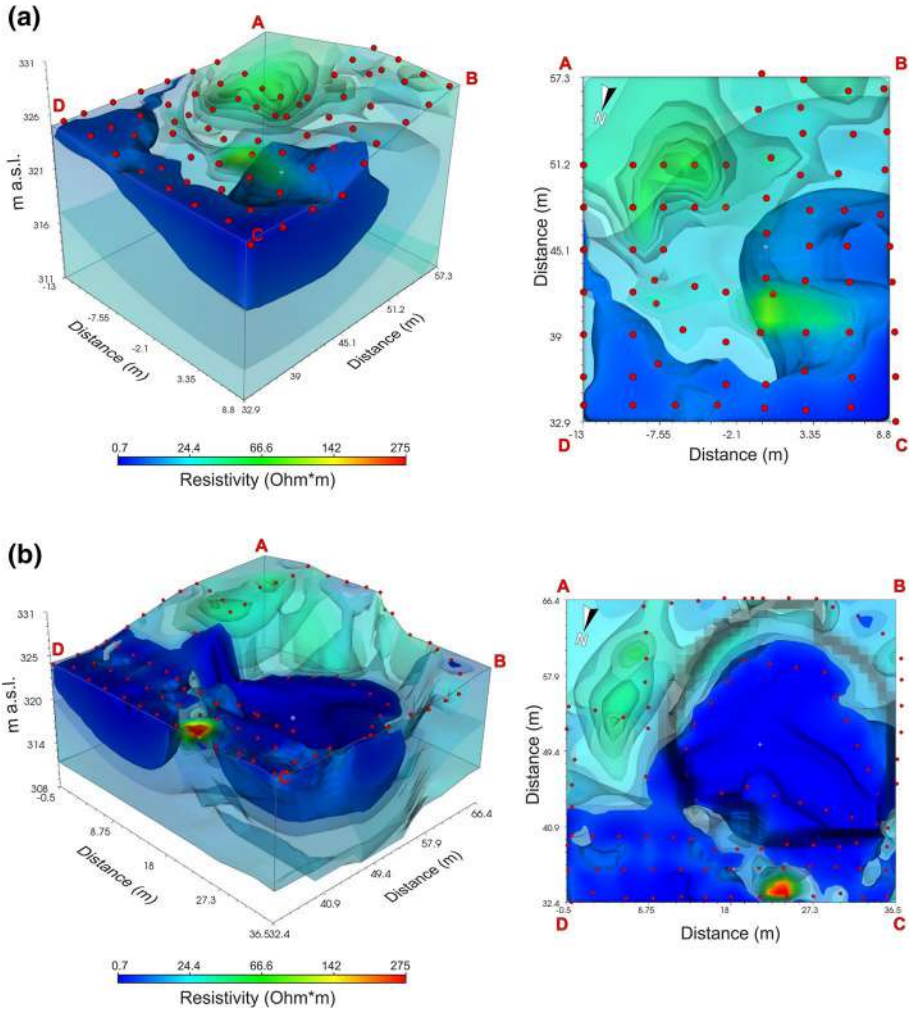 (a)
A
331
B
D
326
m a.s.l.
321
316
C
311
-13
57.3
-7.55
51.2
Distance (m)
-2.1
45.1
Distance (m)
3.35
39
8.8 32.9
0.7 24.4 66.6 142 275
Resistivity (Ohm*m)
A B
57.3
N
51.2
Distance (m)
45.1
39
32.9
-13 -7.55 -2.1 3.35 8.8
D C
Distance (m)
(b)
A
331
D
B
325
m a.s.l.
320
314
C
308
-0.5
66.4
8.75
57.9
Distance (m)
18
49.4
Distance (m)
27.3
40.9
36.532.4
0.7 24.4 66.6 142 275
Resistivity (Ohm*m)
A B
66.4
N
57.9
Distance (m)
49.4
40.9
32.4
-0.5 8.75 18 27.3 36.5
D C
Distance (m)